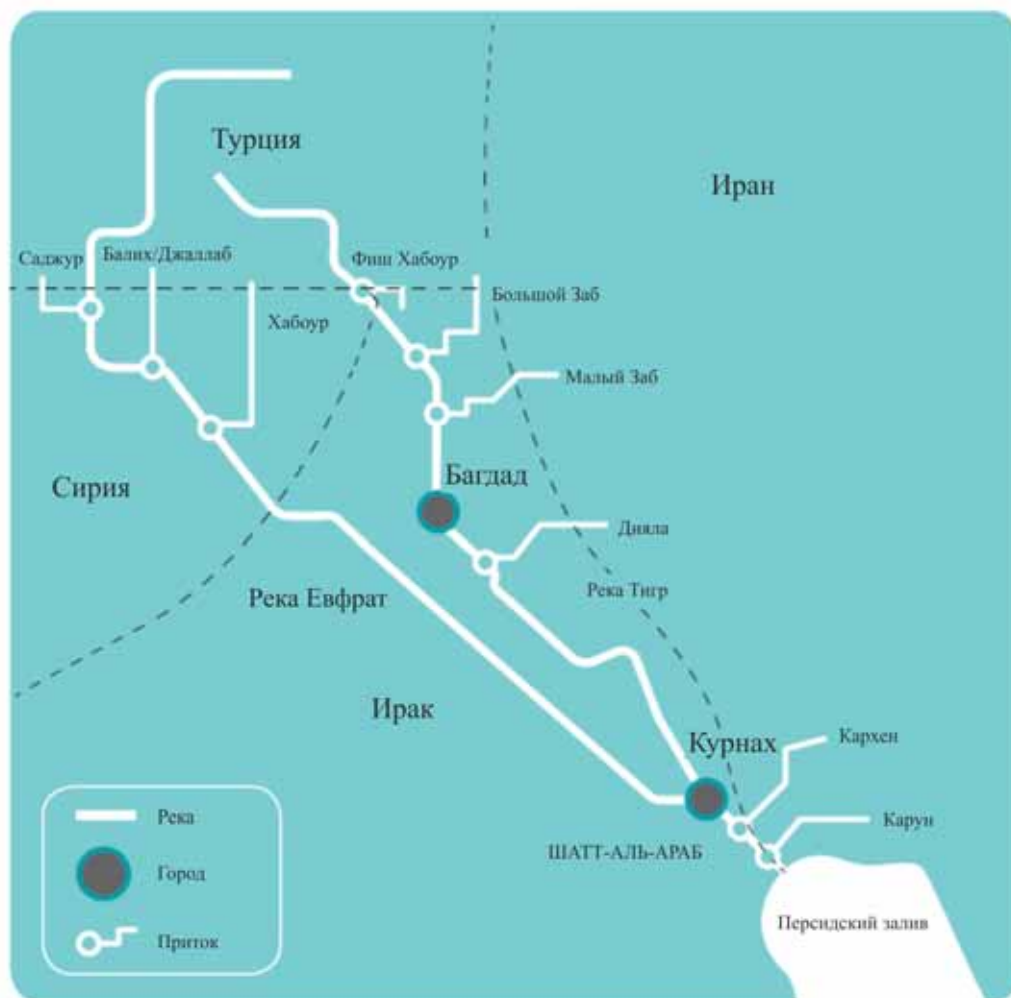 Турция
Иран
Саджур
Балих/Джаллаб
Фиш Хабоур
Большой Заб
Хабоур
Малый Заб
Багдад
Сирия
Дияла
Река Евфрат
Река Тигр
Ирак
Курнах
Кархен
Карун
ШАТТ-АЛЬ-АРАБ
Персидский залив
Река
Город
Приток